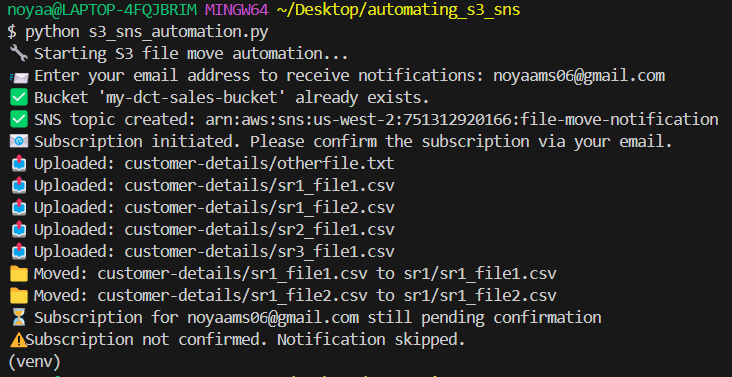 noyaa@LAPTOP-4FQJBRIM MINGW64 ~/Desktop/automating_s3_sns
$ python s3_sns_automation.py
🔧 Starting S3 file move automation...
📨 Enter your email address to receive notifications: noyaams06@gmail.com
✅ Bucket 'my-dct-sales-bucket' already exists.
✅ SNS topic created: arn:aws:sns:us-west-2:751312920166:file-move-notification
📧 Subscription initiated. Please confirm the subscription via your email.
📤 Uploaded: customer-details/otherfile.txt
📤 Uploaded: customer-details/sr1_file1.csv
📤 Uploaded: customer-details/sr1_file2.csv
📤 Uploaded: customer-details/sr2_file1.csv
📤 Uploaded: customer-details/sr3_file1.csv
📁 Moved: customer-details/sr1_file1.csv to sr1/sr1_file1.csv
📁 Moved: customer-details/sr1_file2.csv to sr1/sr1_file2.csv
⏳ Subscription for noyaams06@gmail.com still pending confirmation
⚠️Subscription not confirmed. Notification skipped.
(venv)